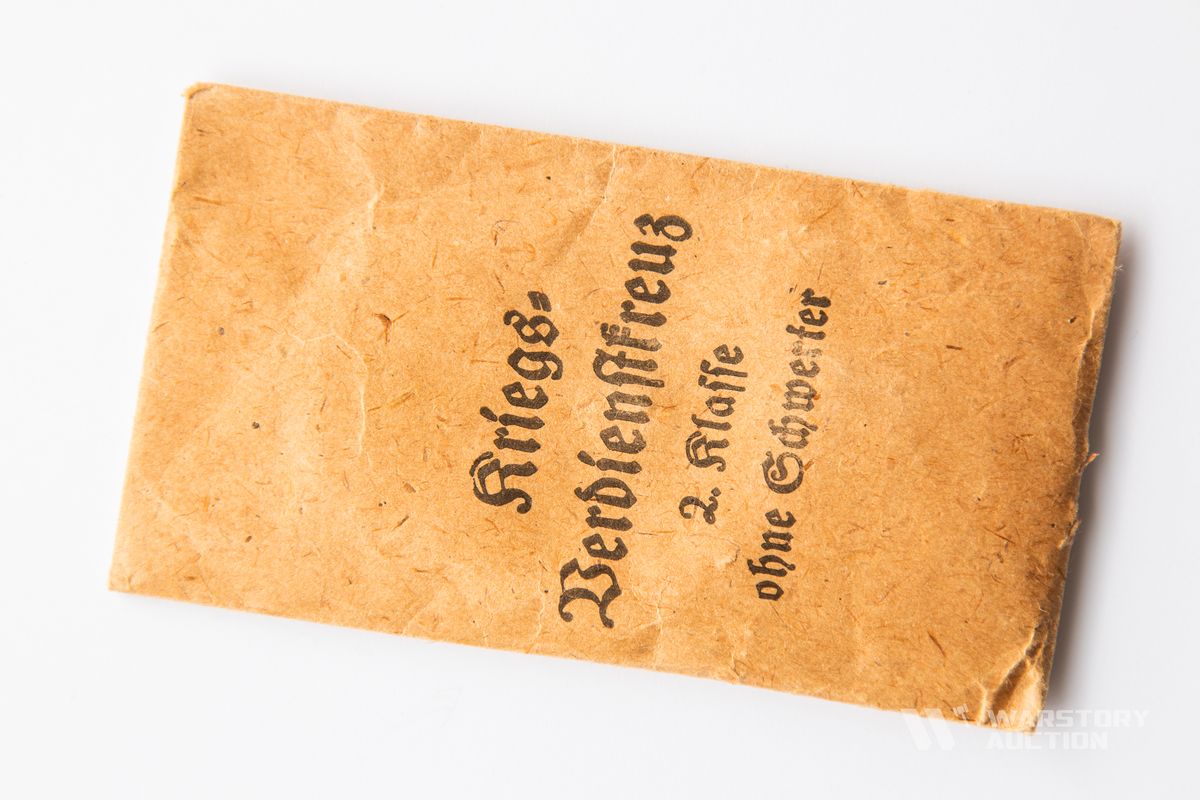 Kriegs=
Verdienstkreuz
2. Klasse
ohne Schwerter
WARSTORY
AUCTION